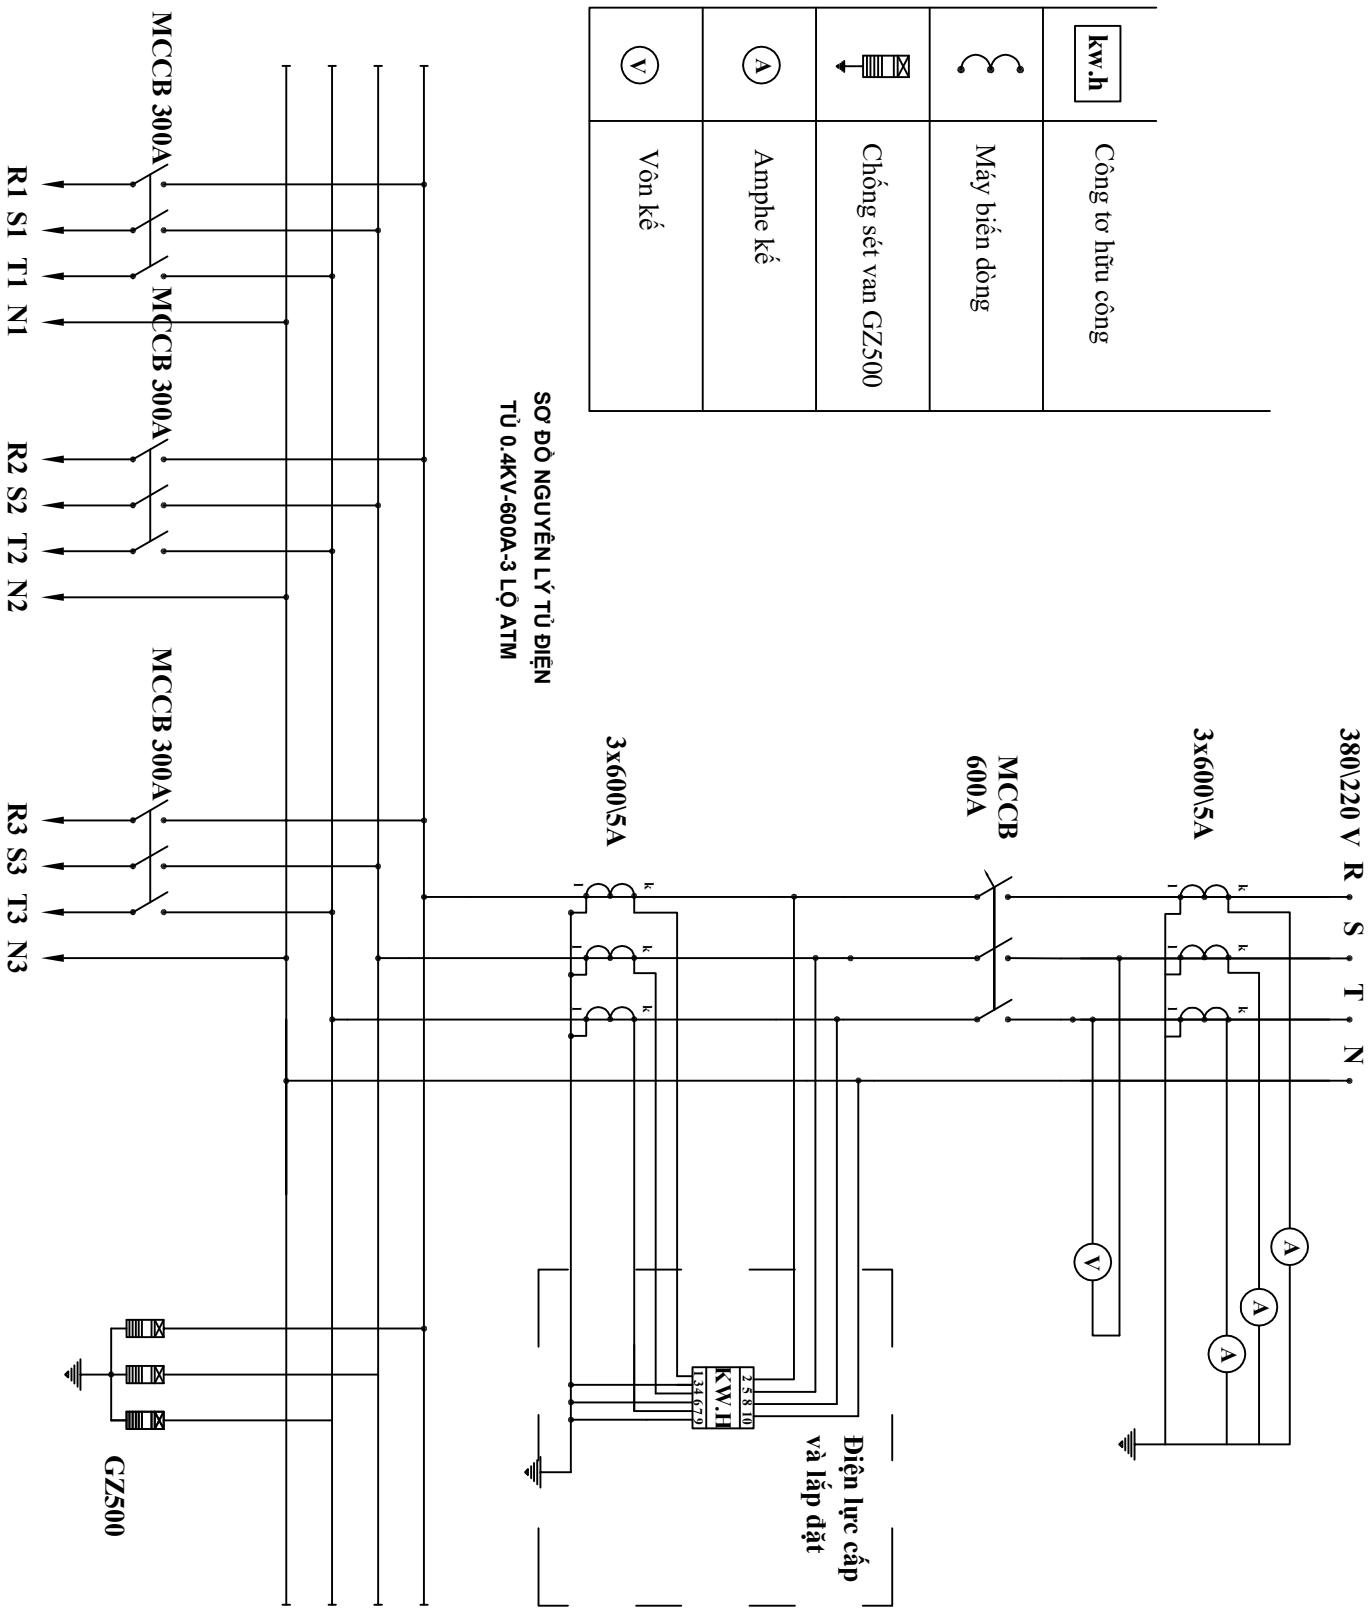 380\220 V R S T N
3x600\5A
k
l
k
l
k
l
A
A
A
V
MCCB
600A
3x600\5A
k
l
k
l
k
l
2 5 8 10
KW.H
1 3 4 6 7 9
Điện lực cấp
và lắp đặt
kw.h Công tơ hữu công
Máy biến dòng
Chống sét van GZ500
A Amphe kế
V Vôn kế
SƠ ĐỒ NGUYÊN LÝ TỦ ĐIỆN
TỦ 0.4KV-600A-3 LỘ ATM
MCCB 300A
MCCB 300A
MCCB 300A
GZ500
R1 S1 T1 N1
R2 S2 T2 N2
R3 S3 T3 N3